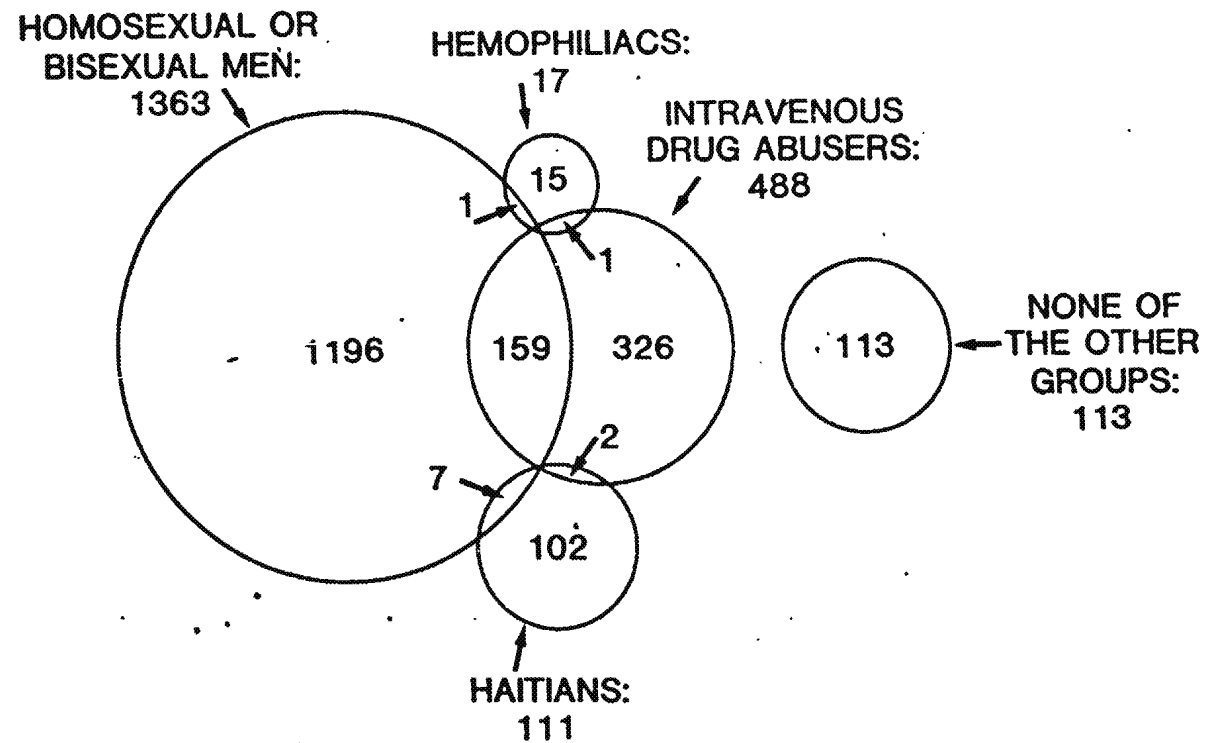 HOMOSEXUAL OR
BISEXUAL MEN:
1363
HEMOPHILIACS:
17
INTRAVENOUS
DRUG ABUSERS:
488
15
1
1
1196
159
326
113
NONE OF
THE OTHER
GROUPS:
113
2
7
102
HAITIANS:
111